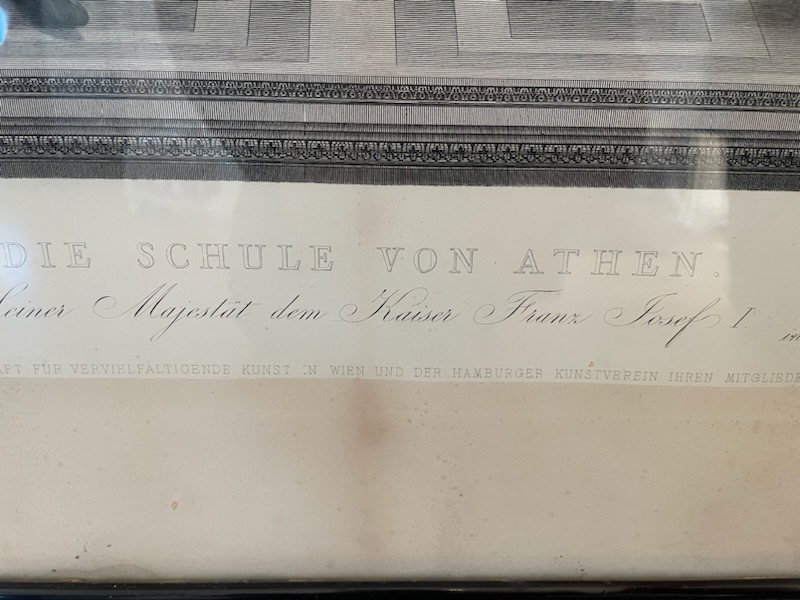 DIE SCHULE VON ATHEN.
Seiner Majestät dem Kaiser Franz Josef I.
FÜR VERVIELFÄLTIGENDE KUNST IN WIEN UND DER HAMBURGER KUNSTVEREIN IHREN